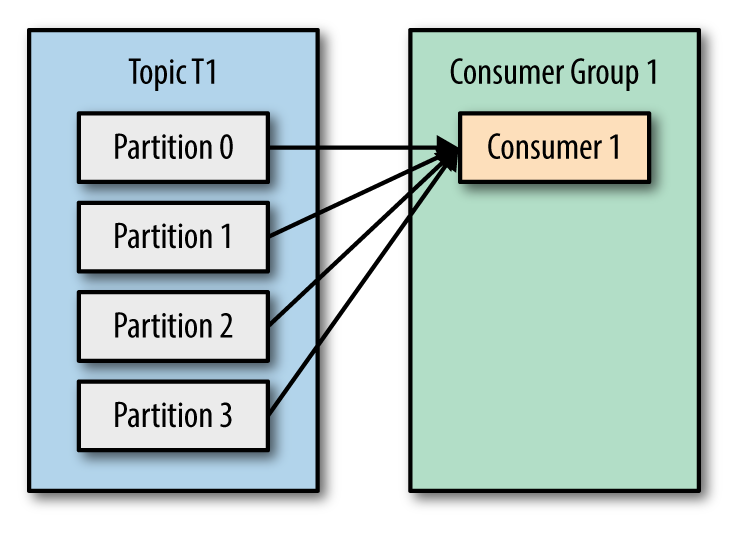 Topic T1
Partition 0
Partition 1
Partition 2
Partition 3
Consumer Group 1
Consumer 1